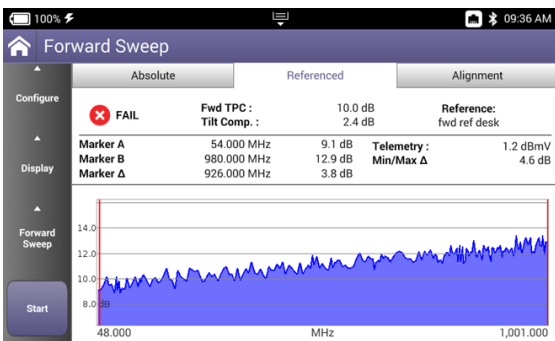 100% 09:36 AM
Forward Sweep
Absolute Referenced Alignment
Configure
FAIL
Fwd TPC : 10.0 dB
Tilt Comp. : 2.4 dB
Reference:
fwd ref desk
Marker A 54.000 MHz 9.1 dB
Marker B 980.000 MHz 12.9 dB
Marker Δ 926.000 MHz 3.8 dB
Telemetry : 1.2 dBmV
Min/Max Δ 4.6 dB
Display
Forward
Sweep
Start
14.0
12.0
10.0
8.0 dB
48.000 MHz 1,001.000